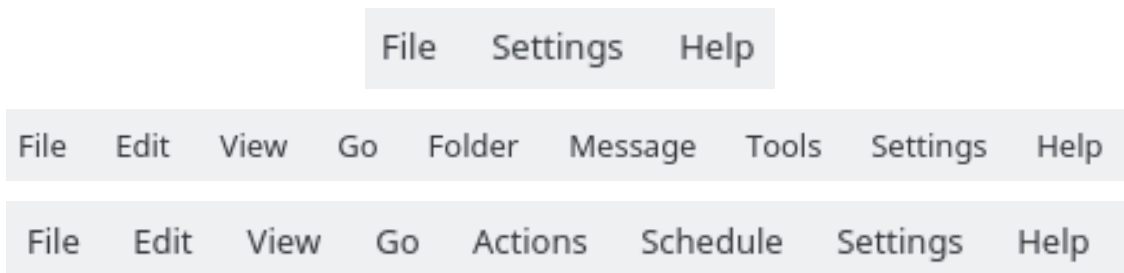 File Settings Help
File Edit View Go Folder Message Tools Settings Help
File Edit View Go Actions Schedule Settings Help